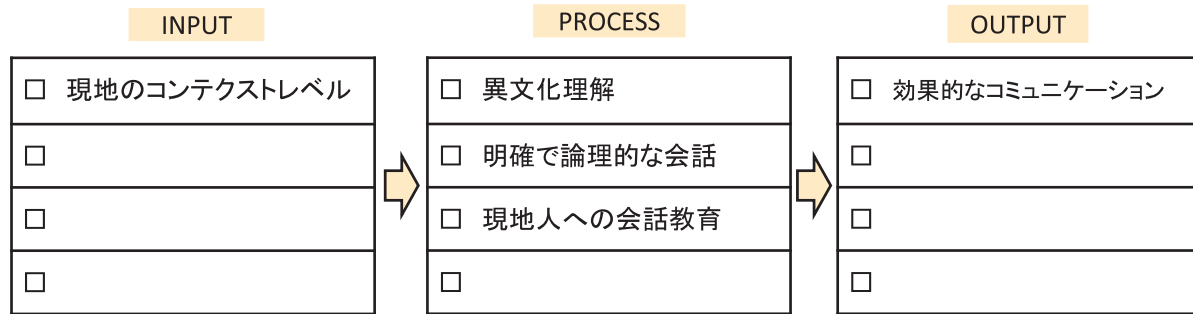 INPUT
□ 現地のコンテクストレベル
□
□
□
PROCESS
□ 異文化理解
□ 明確で論理的な会話
□ 現地人への会話教育
□
OUTPUT
□ 効果的なコミュニケーション
□
□
□